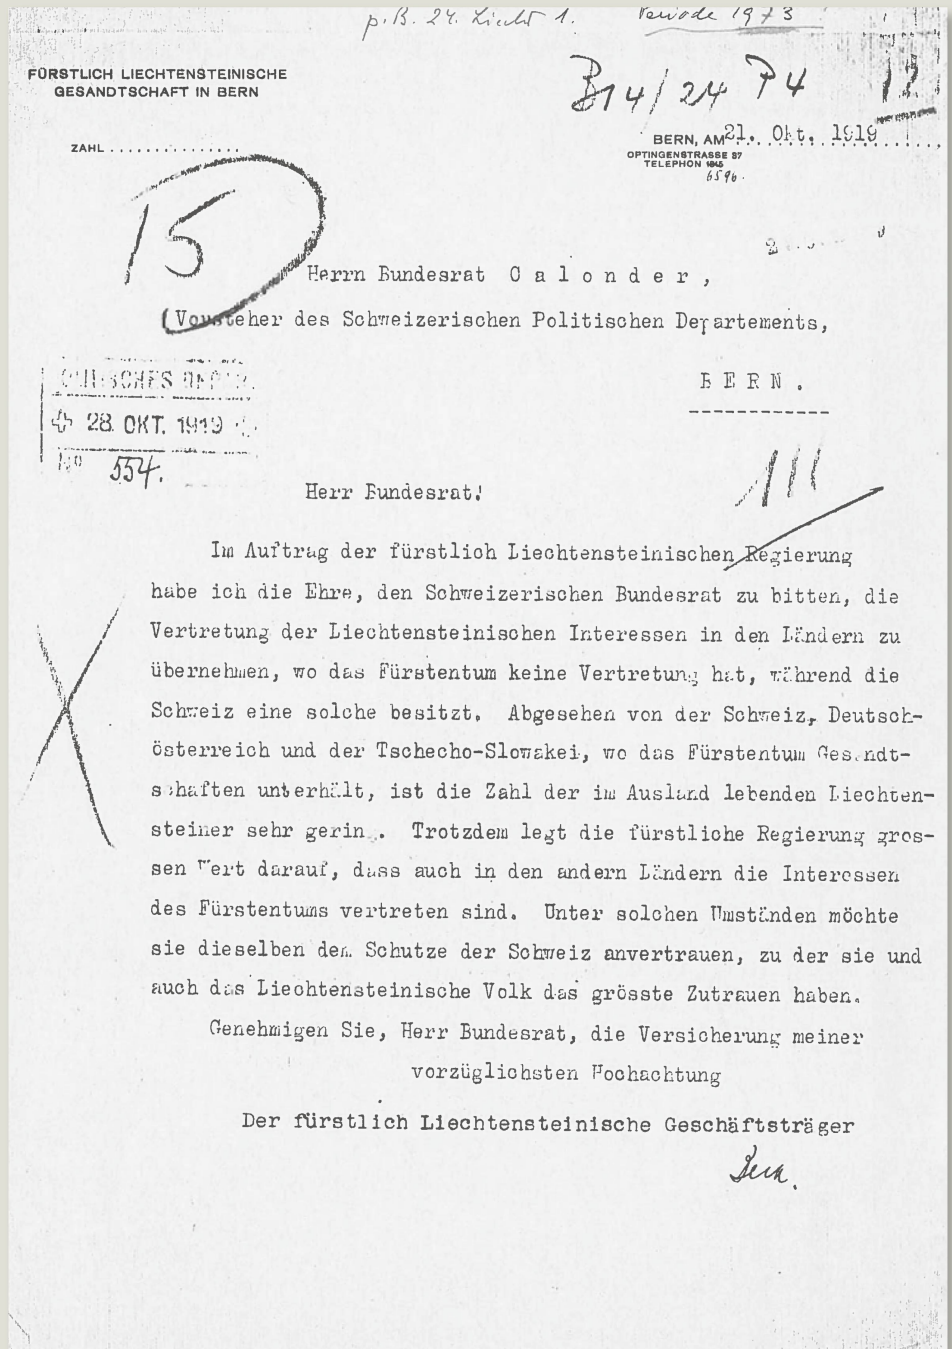 p. B. 24. Liecht 1. Periode 1973
FÜRSTLICH LIECHTENSTEINISCHE
GESANDTSCHAFT IN BERN
B14/24 P4
12
ZAHL ................
BERN, AM 21. Okt. 1919
OPTINGENSTRASSE 37
TELEPHON
6596.
15
Herrn Bundesrat C a l o n d e r ,
Vorsteher des Schweizerischen Politischen Departements,
B E R N .
28. OKT. 1919
No 554.
111
Herr Bundesrat!
Im Auftrag der fürstlich Liechtensteinischen Regierung
habe ich die Ehre, den Schweizerischen Bundesrat zu bitten, die
Vertretung der Liechtensteinischen Interessen in den Ländern zu
übernehmen, wo das Fürstentum keine Vertretung hat, während die
Schweiz eine solche besitzt. Abgesehen von der Schweiz, Deutsch-
österreich und der Tschecho-Slowakei, wo das Fürstentum Gesandt-
schaften unterhält, ist die Zahl der im Ausland lebenden Liechten-
steiner sehr gering. Trotzdem legt die fürstliche Regierung gros-
sen Wert darauf, dass auch in den andern Ländern die Interessen
des Fürstentums vertreten sind. Unter solchen Umständen möchte
sie dieselben dem Schutze der Schweiz anvertrauen, zu der sie und
auch das Liechtensteinische Volk das grösste Zutrauen haben.
Genehmigen Sie, Herr Bundesrat, die Versicherung meiner
vorzüglichsten Hochachtung
Der fürstlich Liechtensteinische Geschäftsträger